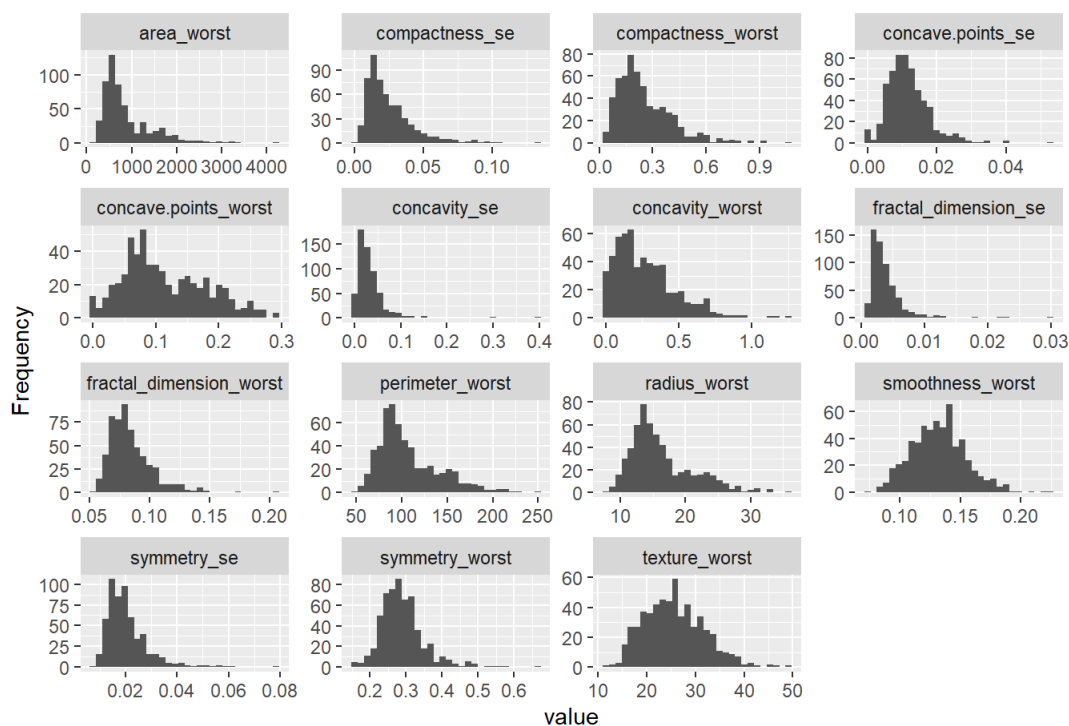 area_worst compactness_se compactness_worst concave.points_se
100 50 0
90 60 30 0
80 60 40 20 0
80 60 40 20 0
0 1000 2000 3000 4000
0.00 0.05 0.10
0.0 0.3 0.6 0.9
0.00 0.02 0.04
concave.points_worst concavity_se concavity_worst fractal_dimension_se
40 20 0
150 100 50 0
60 40 20 0
150 100 50 0
0.0 0.1 0.2 0.3
0.0 0.1 0.2 0.3 0.4
0.0 0.5 1.0
0.00 0.01 0.02 0.03
Frequency
fractal_dimension_worst perimeter_worst radius_worst smoothness_worst
75 50 25 0
60 40 20 0
80 60 40 20 0
60 40 20 0
0.05 0.10 0.15 0.20
50 100 150 200 250
10 20 30
0.10 0.15 0.20
symmetry_se symmetry_worst texture_worst
100 75 50 25 0
80 60 40 20 0
60 40 20 0
0.02 0.04 0.06 0.08
0.2 0.3 0.4 0.5 0.6
10 20 30 40 50
value